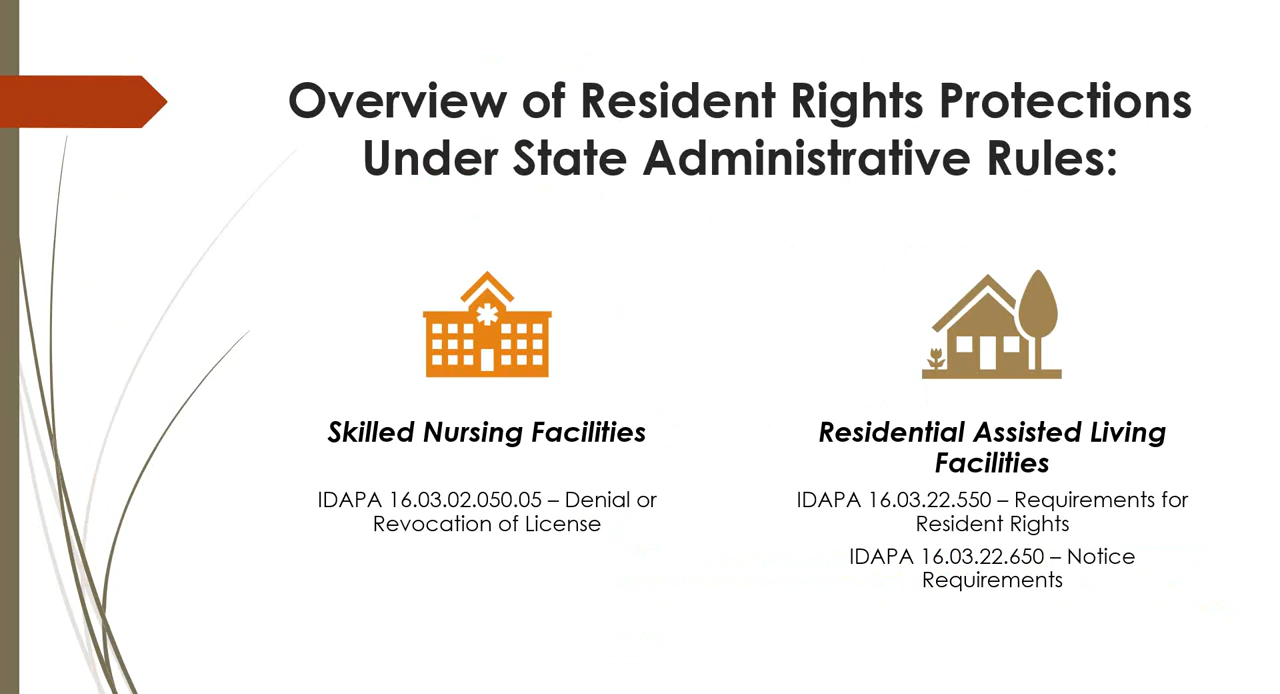 Overview of Resident Rights Protections
Under State Administrative Rules:
Skilled Nursing Facilities
IDAPA 16.03.02.050.05 – Denial or
Revocation of License
Residential Assisted Living
Facilities
IDAPA 16.03.22.550 – Requirements for
Resident Rights
IDAPA 16.03.22.650 – Notice
Requirements